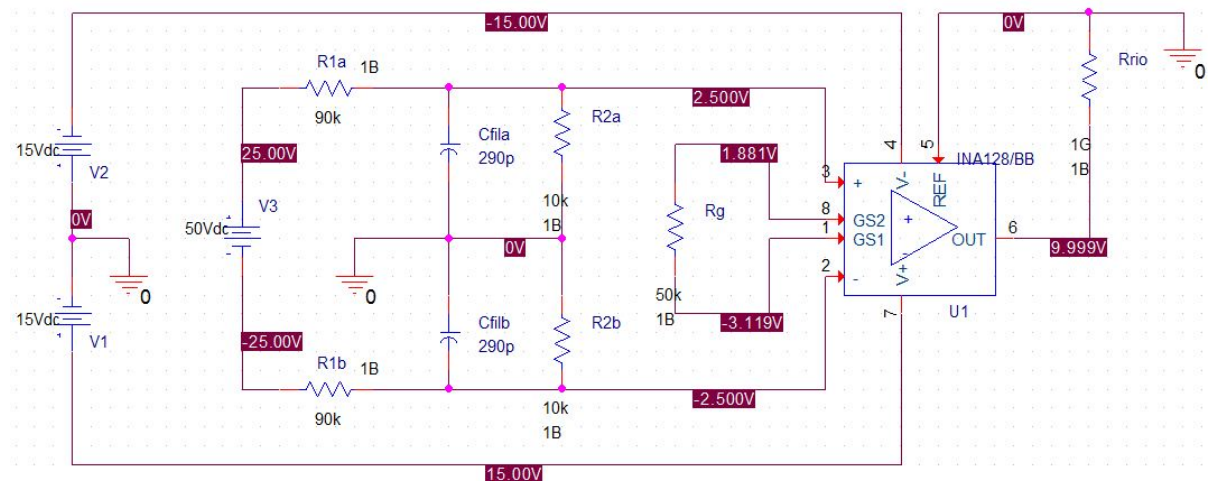 -15.00V
0V
R1a
1B
90k
Rrio
0
R2a
2.500V
Cfila
290p
15Vdc
V2
25.00V
1.881V
4
5
1G
1B
INA128/BB
3
+
V-
REF
V3
50Vdc
10k
1B
Rg
8
GS2
+
0V
0V
1
GS1
-
OUT
6
9.999V
0
0
2
-
V+
50k
1B
15Vdc
V1
Cfilb
290p
R2b
-3.119V
7
U1
-25.00V
R1b
1B
90k
-2.500V
10k
1B
15.00V